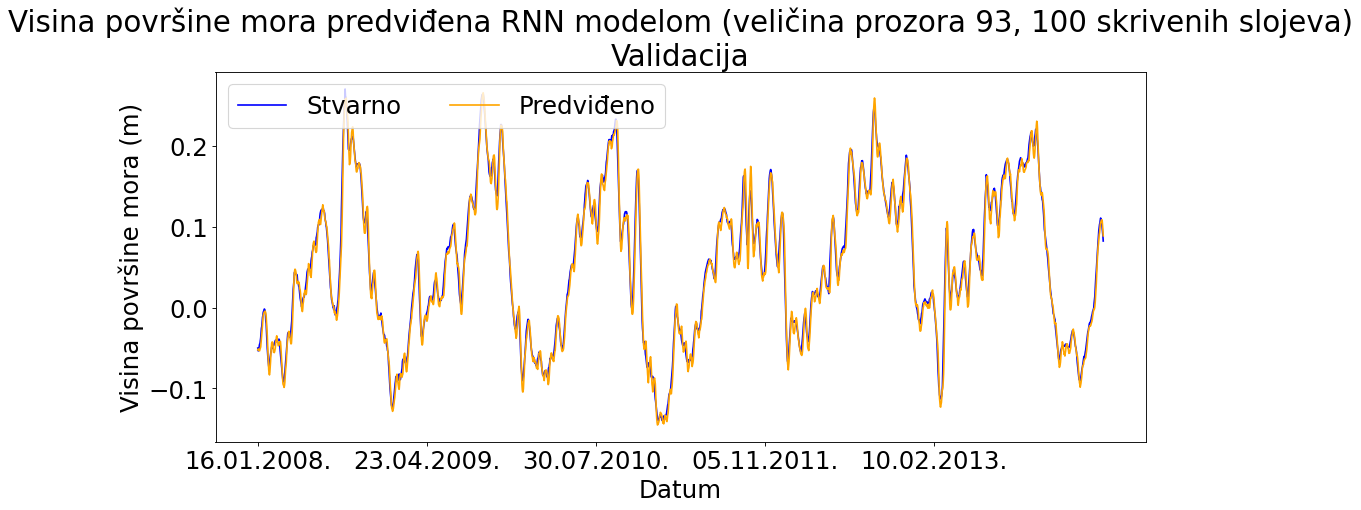 Visina površine mora predviđena RNN modelom (veličina prozora 93, 100 skrivenih slojeva)
Validacija
Stvarno Predviđeno
Visina površine mora (m)
0.2
0.1
0.0
−0.1
16.01.2008. 23.04.2009. 30.07.2010. 05.11.2011. 10.02.2013.
Datum